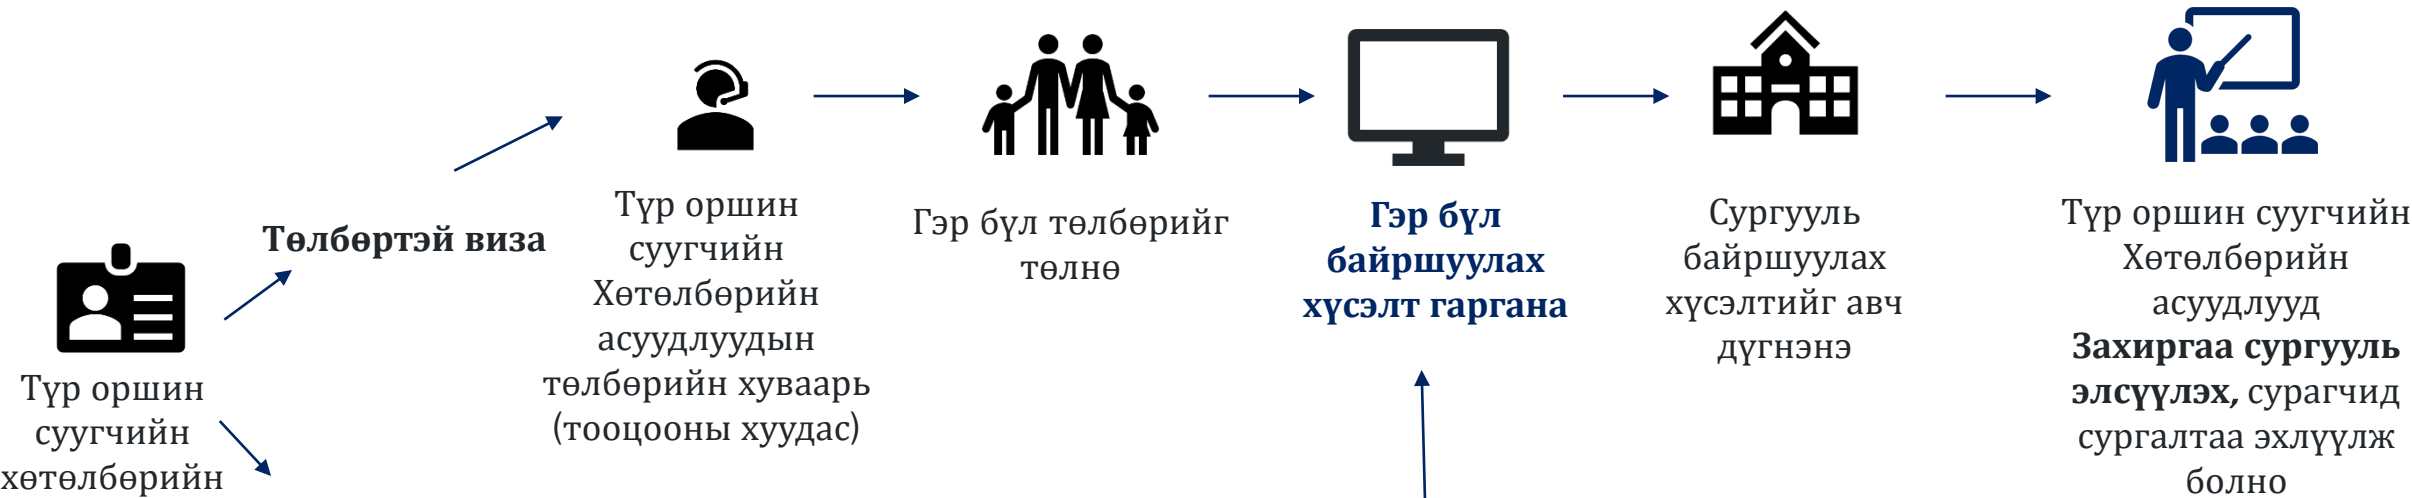 Түр оршин
суугчийн
хөтөлбөрийн
Төлбөртэй виза
Түр оршин
суугчийн
Хөтөлбөрийн
асуудлуудын
төлбөрийн хуваарь
(тооцооны хуудас)
Гэр бүл төлбөрийг
төлнө
Гэр бүл
байршуулах
хүсэлт гаргана
Сургууль
байршуулах
хүсэлтийг авч
дүгнэнэ
Түр оршин суугчийн
Хөтөлбөрийн
асуудлууд
Захиргаа сургууль
элсүүлэх, сурагчид
сургалтаа эхлүүлж
болно